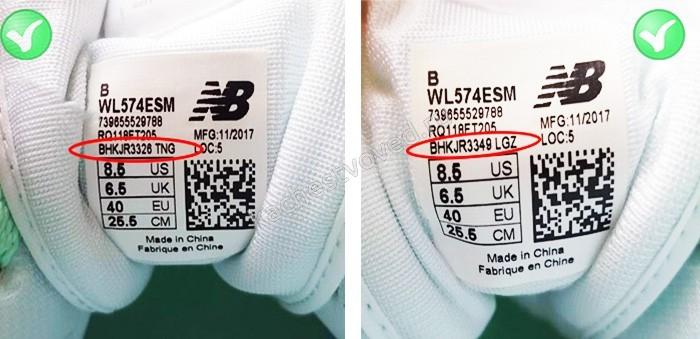 B
WL574ESM
739655529788
RO118ET205
BHKJR3326 TNG
NB
MFG:11/2017
LOC:5
8.5 US
6.5 UK
40 EU
25.5 CM
Made in China
Fabrique en Chine
B
WL574ESM
739655529788
RO118ET205
BHKJR3349 LGZ
NB
MFG:11/2017
LOC:5
8.5 US
6.5 UK
40 EU
25.5 CM
Made in China
Fabrique en Chine